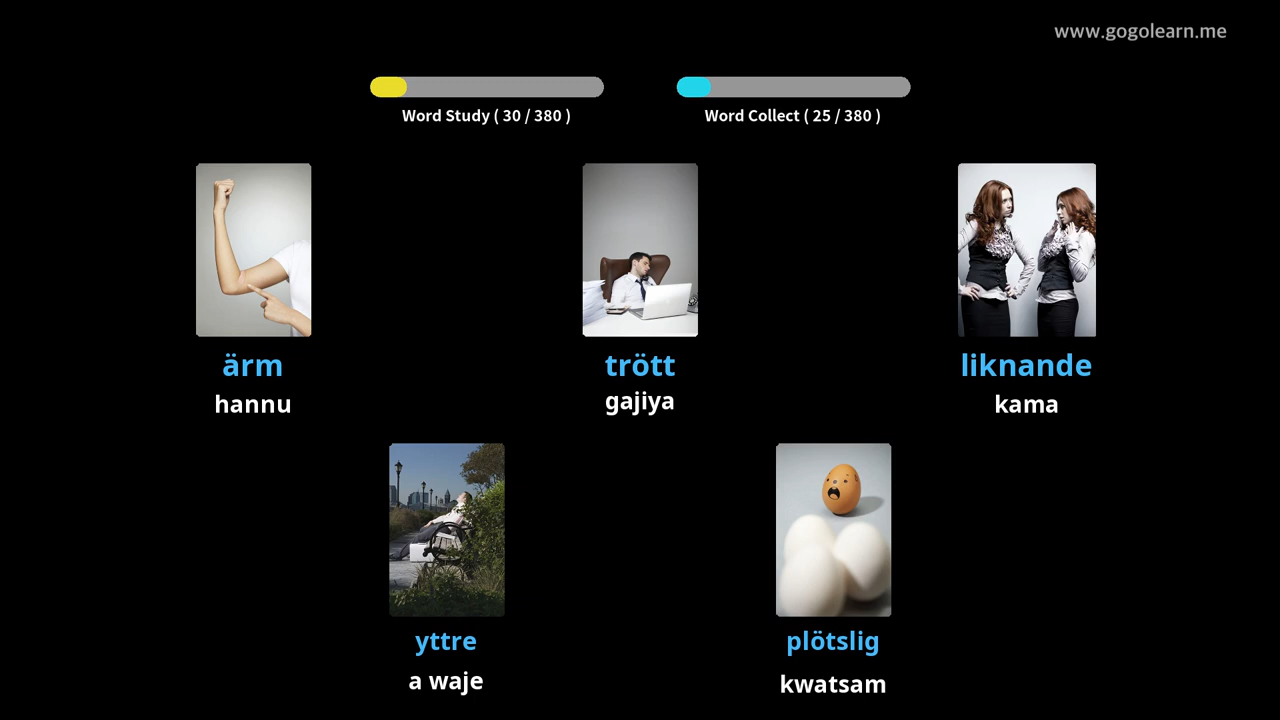 www.gogolearn.me
Word Study ( 30 / 380 )
Word Collect ( 25 / 380 )
ärm
hannu
trött
gajiya
liknande
kama
yttre
a waje
plötslig
kwatsam